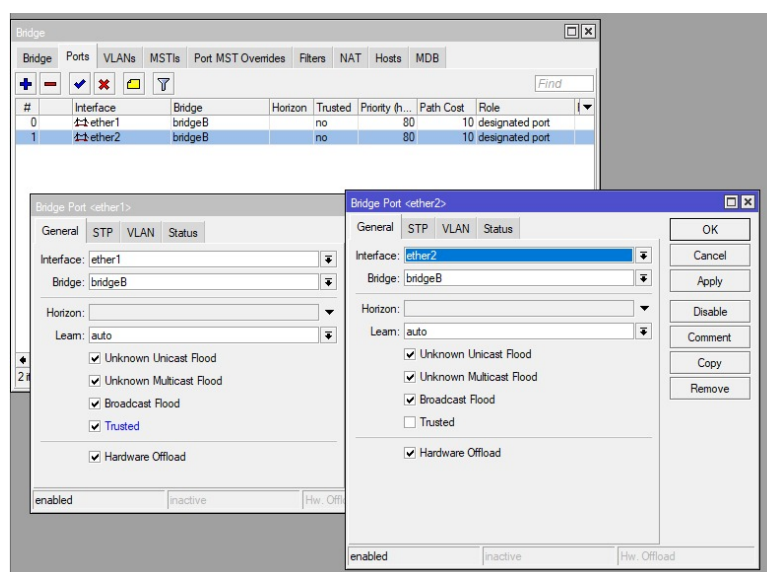 Bridge
Bridge Ports VLANs MSTIs Port MST Overrides Filters NAT Hosts MDB
Find
# Interface Bridge Horizon Trusted Priority (h... Path Cost Role
0 ether1 bridgeB no 80 10 designated port
1 ether2 bridgeB no 80 10 designated port
Bridge Port <ether1>
General STP VLAN Status
Interface: ether1
Bridge: bridgeB
Horizon:
Learn: auto
Unknown Unicast Flood
Unknown Multicast Flood
Broadcast Flood
Trusted
Hardware Offload
enabled inactive Hw. Offlo
Bridge Port <ether2>
General STP VLAN Status
Interface: ether2
Bridge: bridgeB
Horizon:
Learn: auto
Unknown Unicast Flood
Unknown Multicast Flood
Broadcast Flood
Trusted
Hardware Offload
enabled inactive Hw. Offload
OK
Cancel
Apply
Disable
Comment
Copy
Remove